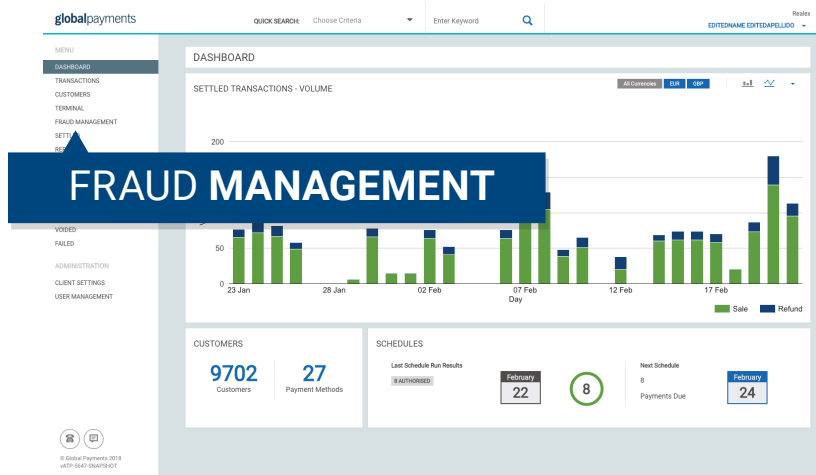 globalpayments
QUICK SEARCH: Choose Criteria Enter Keyword
Realex
EDITEDNAME EDITEDAPELLIDO
MENU
DASHBOARD
TRANSACTIONS
CUSTOMERS
TERMINAL
FRAUD MANAGEMENT
VOIDED
FAILED
ADMINISTRATION
CLIENT SETTINGS
USER MANAGEMENT
© Global Payments 2018
vATP-5647-SNAPSHOT
FRAUD MANAGEMENT
DASHBOARD
SETTLED TRANSACTIONS - VOLUME
All Currencies EUR GBP
200
50
0
23 Jan 28 Jan 02 Feb 07 Feb 12 Feb 17 Feb
Day
Sale Refund
CUSTOMERS
9702 27
Customers Payment Methods
SCHEDULES
Last Schedule Run Results
8 AUTHORISED
February
22
8
Next Schedule
8
Payments Due
February
24